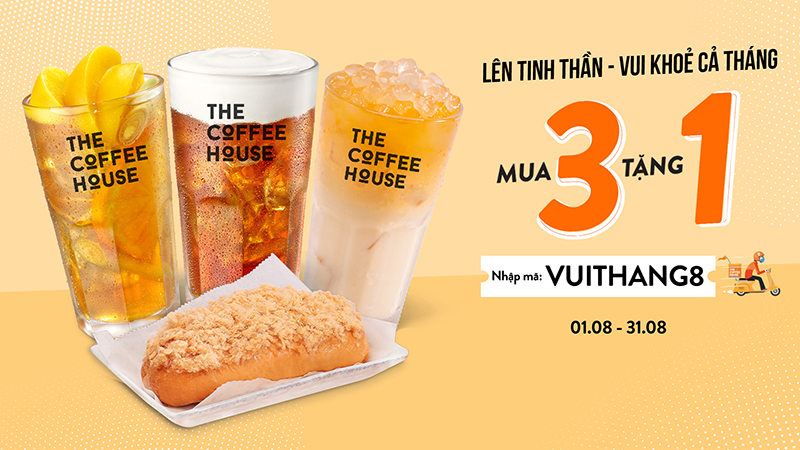 THE
COFFEE
HOUSE
THE
COFFEE
HOUSE
THE
COFFEE
HOUSE
LÊN TINH THẦN - VUI KHOẺ CẢ THÁNG
MUA 3 TẶNG 1
Nhập mã: VUITHANG8
01.08 - 31.08